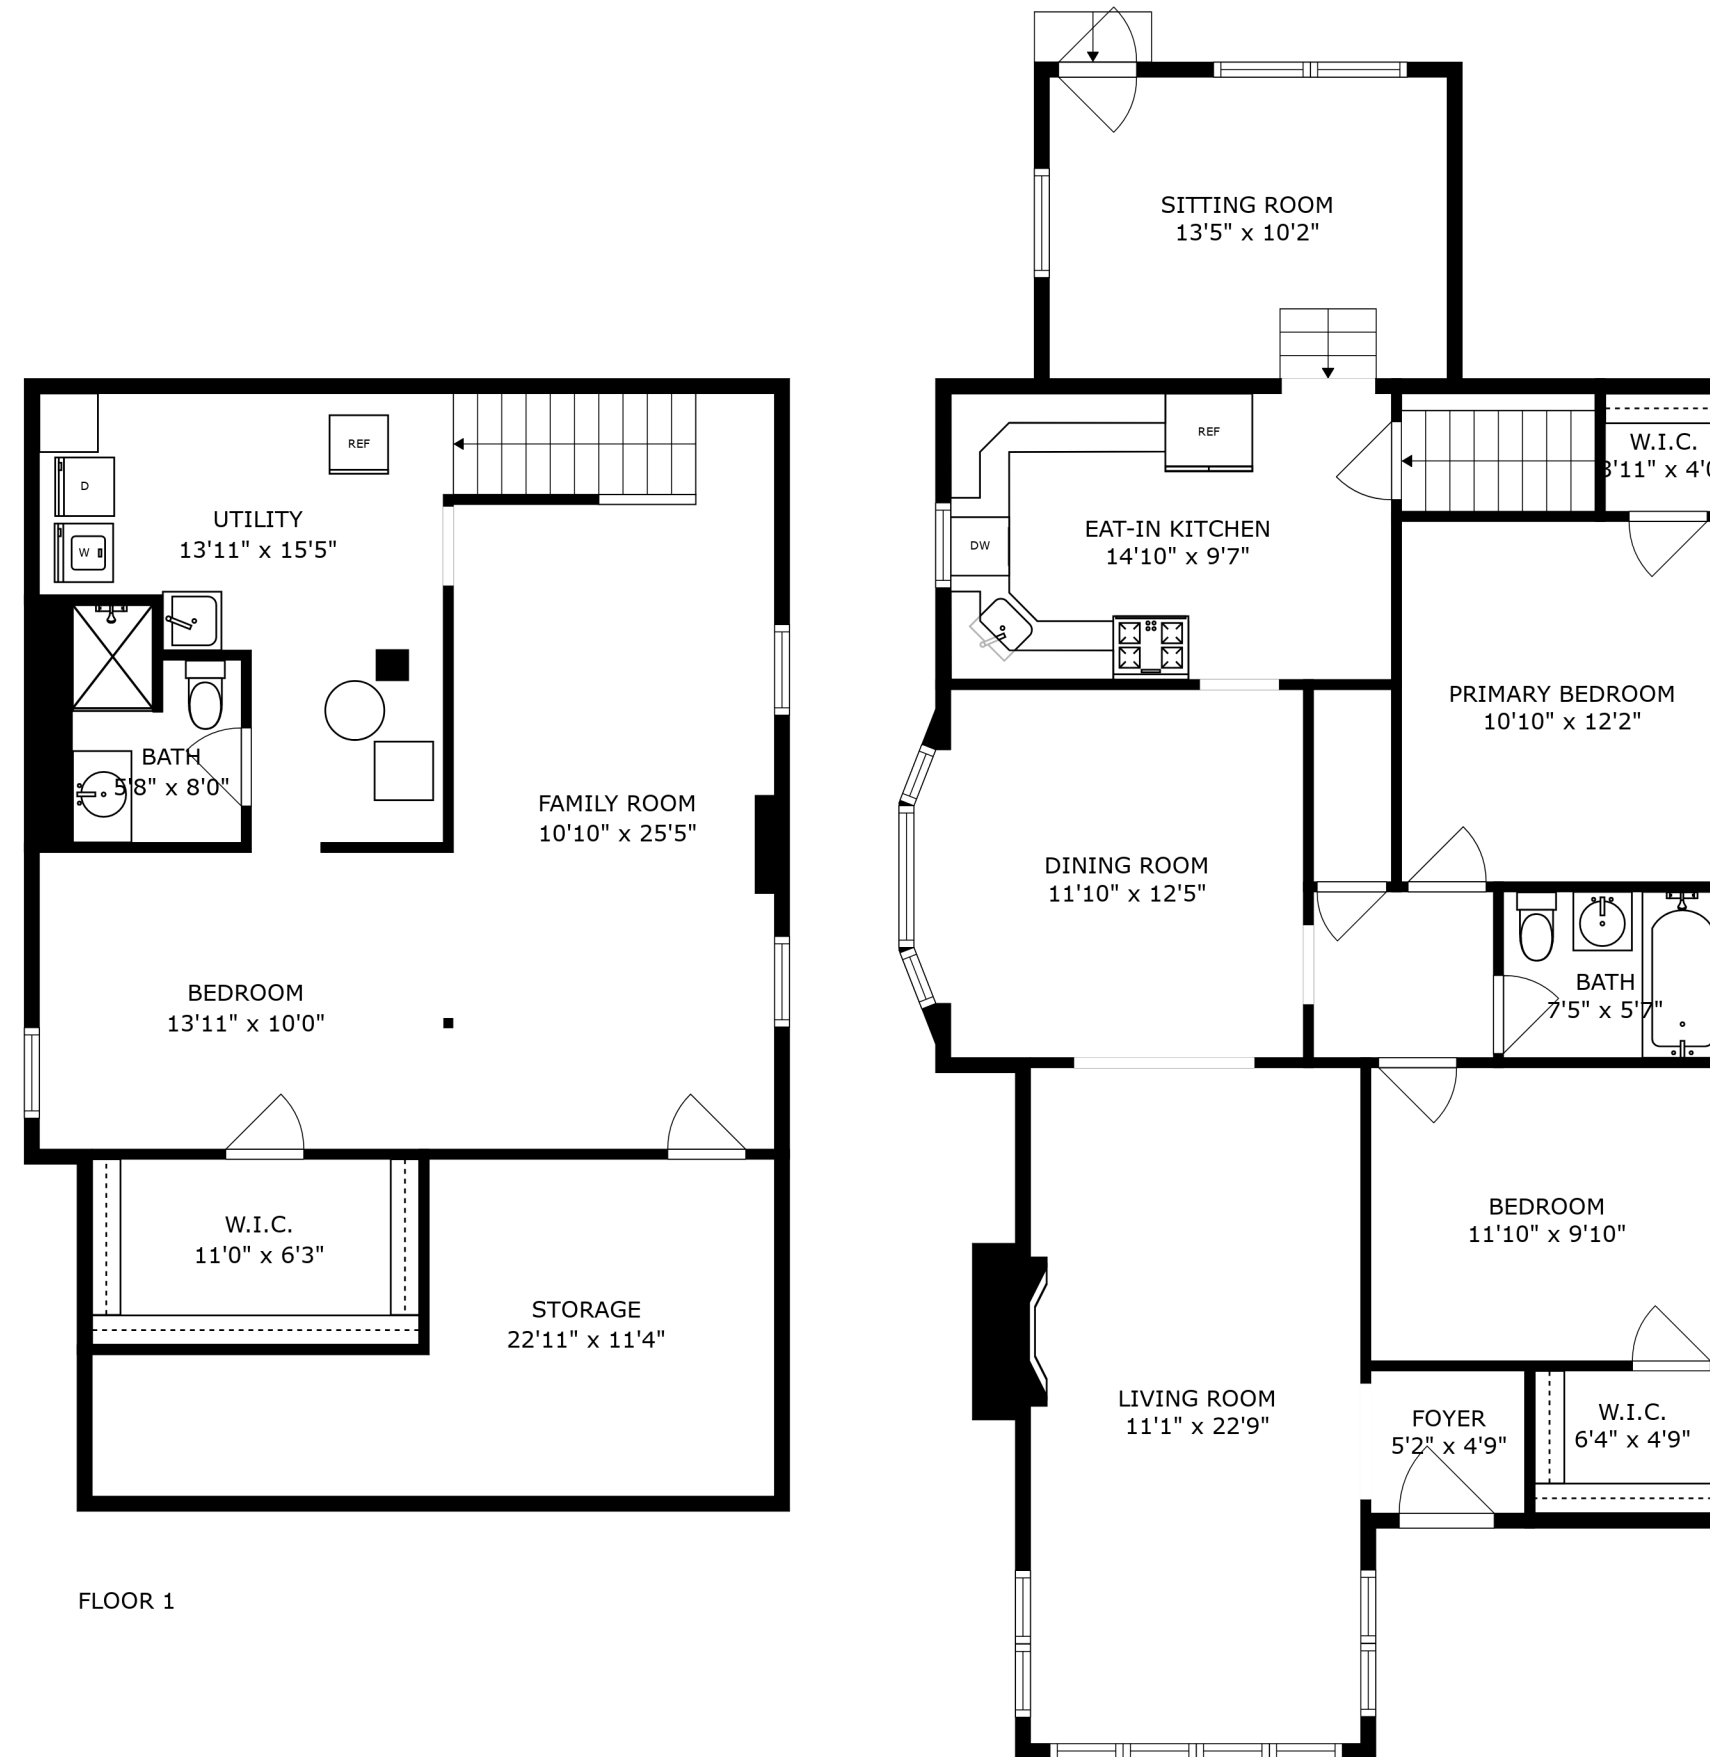 SITTING ROOM
13'5" x 10'2"
REF
D
W
UTILITY
13'11" x 15'5"
BATH
5'8" x 8'0"
FAMILY ROOM
10'10" x 25'5"
BEDROOM
13'11" x 10'0"
W.I.C.
11'0" x 6'3"
STORAGE
22'11" x 11'4"
FLOOR 1
REF
DW
EAT-IN KITCHEN
14'10" x 9'7"
W.I.C.
PRIMARY BEDROOM
10'10" x 12'2"
DINING ROOM
11'10" x 12'5"
BATH
7'5" x 5'7"
BEDROOM
11'10" x 9'10"
LIVING ROOM
11'1" x 22'9"
FOYER
5'2" x 4'9"
W.I.C.
6'4" x 4'9"